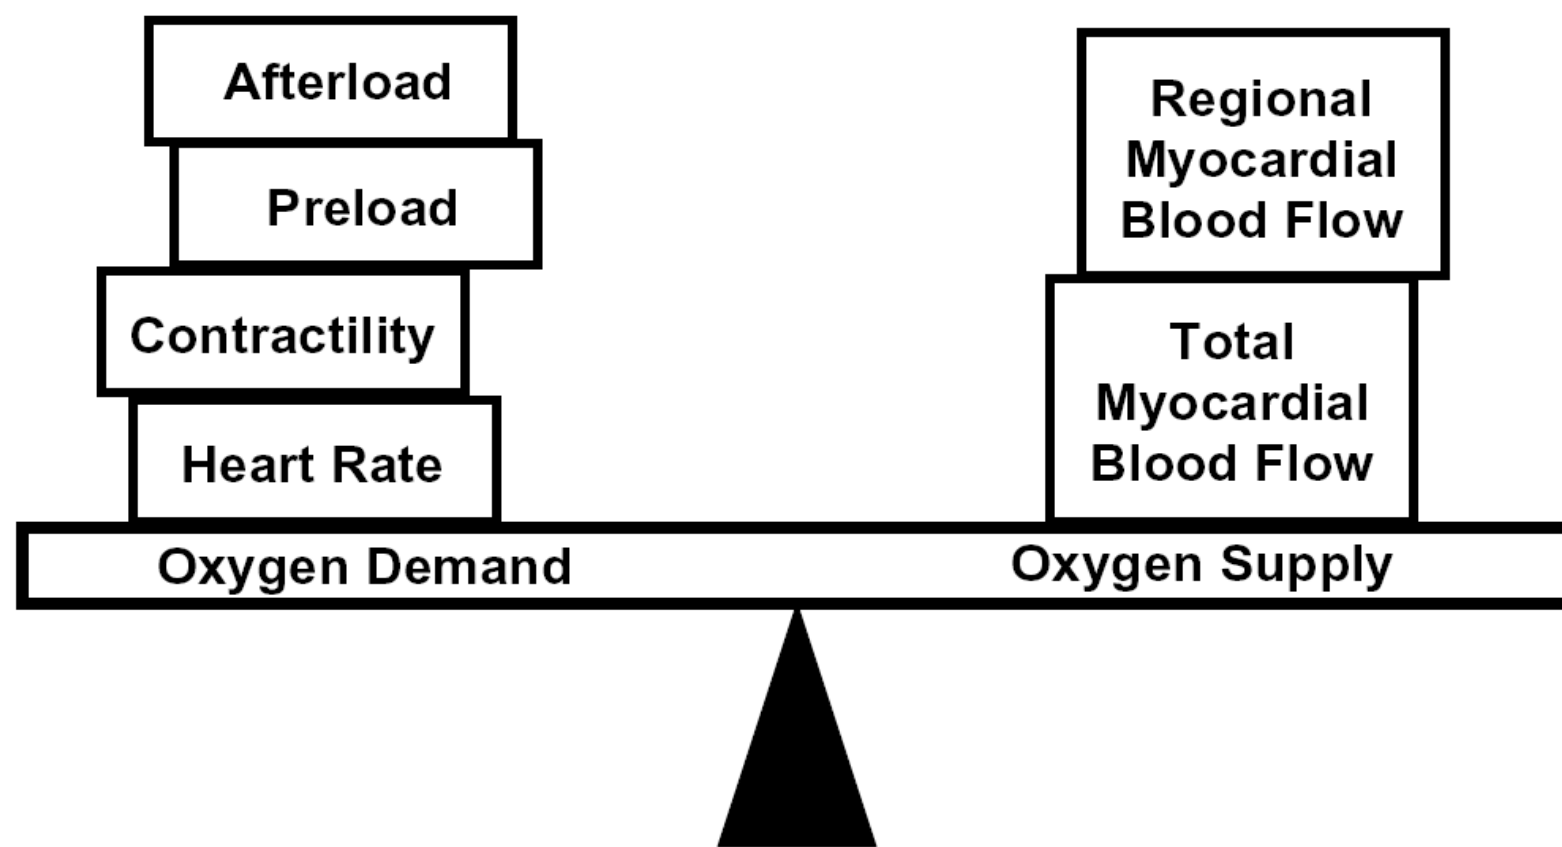 Afterload
Preload
Contractility
Heart Rate
Oxygen Demand
Regional
Myocardial
Blood Flow
Total
Myocardial
Blood Flow
Oxygen Supply